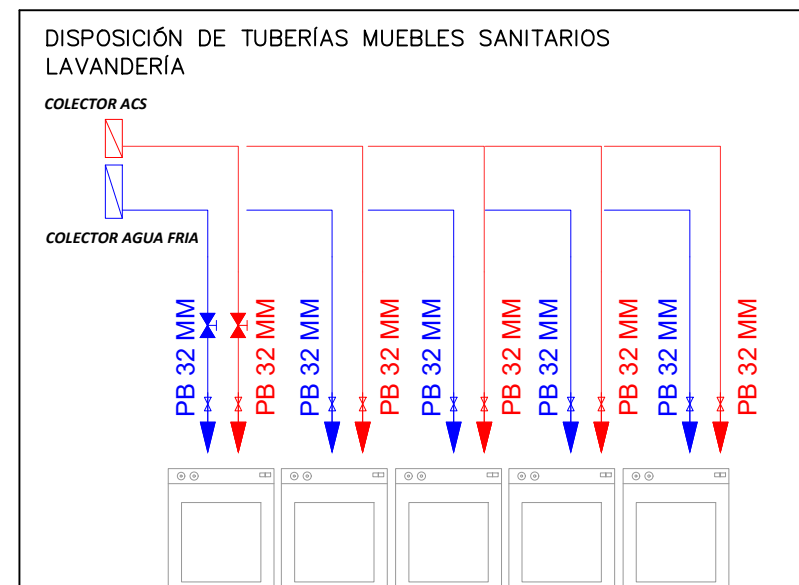 DISPOSICIÓN DE TUBERÍAS MUEBLES SANITARIOS
LAVANDERÍA
COLECTOR ACS
COLECTOR AGUA FRIA
PB 32 MM
PB 32 MM
PB 32 MM
PB 32 MM
PB 32 MM
PB 32 MM
PB 32 MM
PB 32 MM
PB 32 MM
PB 32 MM